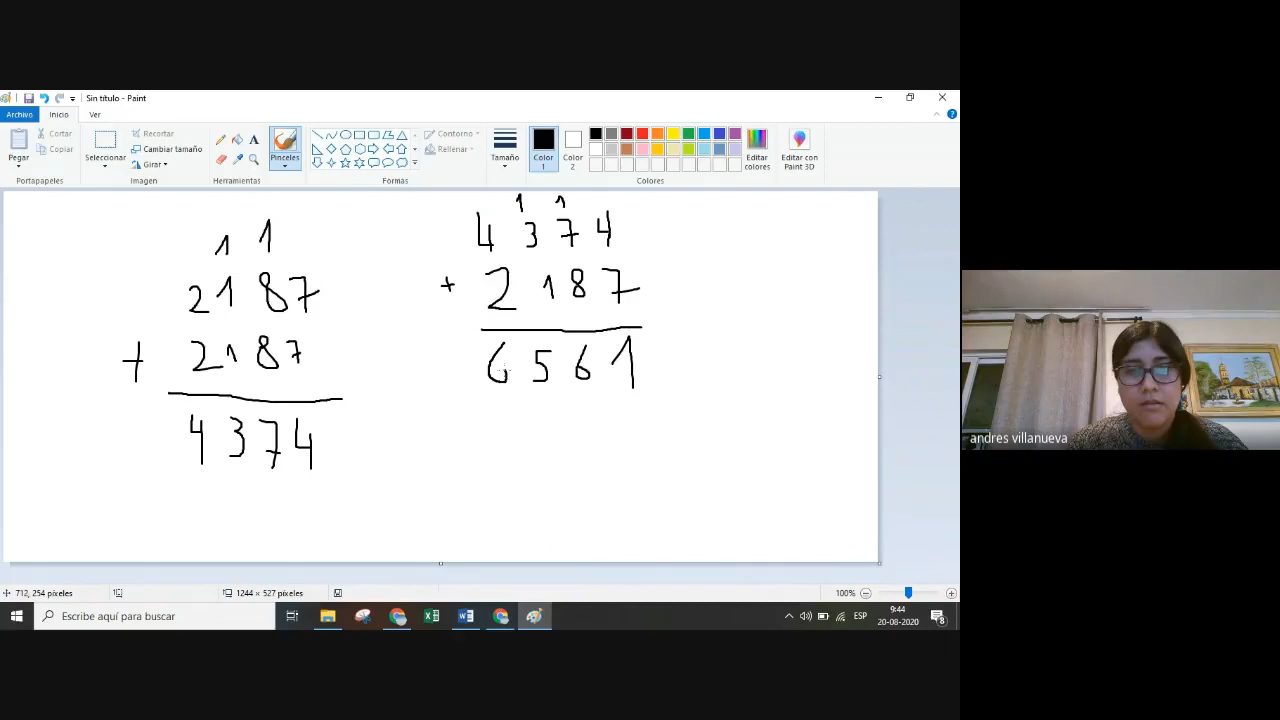 Sin título - Paint
Archivo Inicio Ver
Pegar
Cortar
Copiar
Portapapeles
Seleccionar
Recortar
Cambiar tamaño
Girar
Imagen
A
Herramientas
Pinceles
Contorno
Rellenar
Formas
Tamaño
Color 1
Color 2
Editar colores
Editar con Paint 3D
Colores
1 1
2187
+ 2187
4374
1 1
4374
+ 2187
6561
andres villanueva
712, 254 píxeles
1244 × 527 píxeles
100%
Escribe aquí para buscar
ESP
9:44
20-08-2020
8